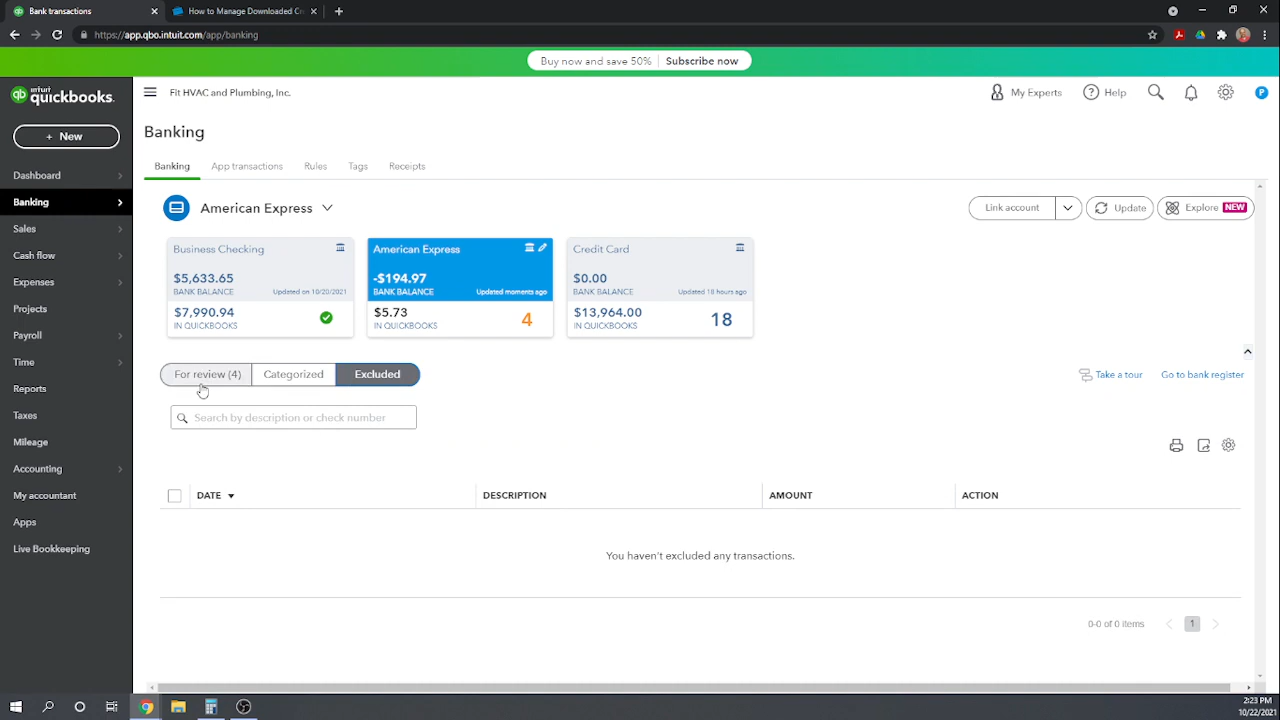 Bank transactions
How to Manage Downloaded Cr
https://app.qbo.intuit.com/app/banking
Buy now and save 50% Subscribe now
intuit
quickbooks.
Fit HVAC and Plumbing, Inc.
My Experts
Help
P
+ New
Banking
Dashboard
Banking
Sales
Cash flow
Expenses
Projects
Payroll
Time
Reports
Taxes
Mileage
Accounting
My accountant
Apps
Live Bookkeeping
Banking App transactions Rules Tags Receipts
American Express
Link account Update Explore NEW
Business Checking
$5,633.65
BANK BALANCE Updated on 10/20/2021
$7,990.94
IN QUICKBOOKS
American Express
-$194.97
BANK BALANCE Updated moments ago
$5.73
IN QUICKBOOKS
4
Credit Card
$0.00
BANK BALANCE Updated 18 hours ago
$13,964.00
IN QUICKBOOKS
18
For review (4) Categorized Excluded
Take a tour Go to bank register
Search by description or check number
DATE DESCRIPTION AMOUNT ACTION
You haven't excluded any transactions.
0-0 of 0 items 1
2:23 PM
10/22/2021